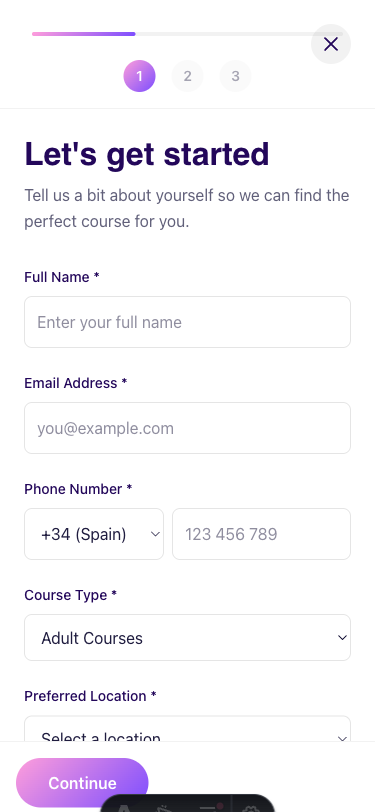 1 2 3
Let's get started
Tell us a bit about yourself so we can find the
perfect course for you.
Full Name *
Enter your full name
Email Address *
you@example.com
Phone Number *
+34 (Spain) 123 456 789
Course Type *
Adult Courses
Preferred Location *
Select a location
Continue